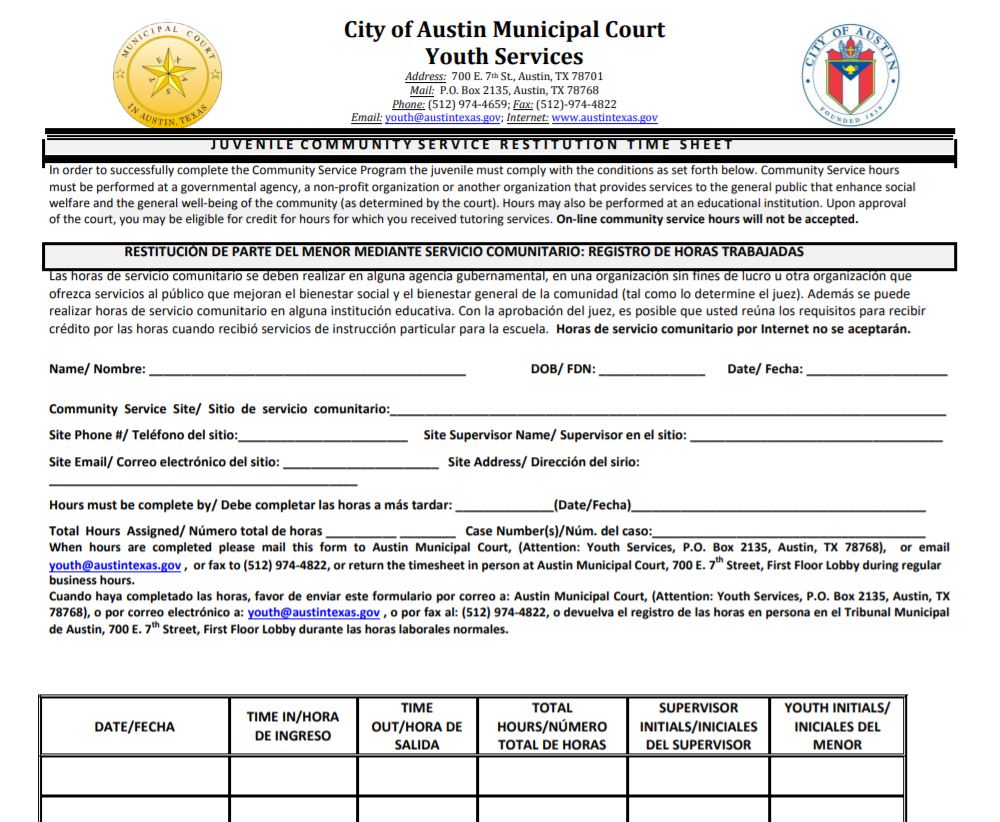 MUNICIPAL COURT
TEXAS
IN AUSTIN, TEXAS
City of Austin Municipal Court
Youth Services
Address: 700 E. 7th St., Austin, TX 78701
Mail: P.O. Box 2135, Austin, TX 78768
Phone: (512) 974-4659; Fax: (512)-974-4822
Email: youth@austintexas.gov; Internet: www.austintexas.gov
CITY OF AUSTIN
FOUNDED 1839
JUVENILE COMMUNITY SERVICE RESTITUTION TIME SHEET
In order to successfully complete the Community Service Program the juvenile must comply with the conditions as set forth below. Community Service hours
must be performed at a governmental agency, a non-profit organization or another organization that provides services to the general public that enhance social
welfare and the general well-being of the community (as determined by the court). Hours may also be performed at an educational institution. Upon approval
of the court, you may be eligible for credit for hours for which you received tutoring services. On-line community service hours will not be accepted.
RESTITUCIÓN DE PARTE DEL MENOR MEDIANTE SERVICIO COMUNITARIO: REGISTRO DE HORAS TRABAJADAS
Las horas de servicio comunitario se deben realizar en alguna agencia gubernamental, en una organización sin fines de lucro u otra organización que
ofrezca servicios al público que mejoran el bienestar social y el bienestar general de la comunidad (tal como lo determine el juez). Además se puede
realizar horas de servicio comunitario en alguna institución educativa. Con la aprobación del juez, es posible que usted reúna los requisitos para recibir
crédito por las horas cuando recibió servicios de instrucción particular para la escuela. Horas de servicio comunitario por Internet no se aceptarán.
Name/ Nombre: ____ DOB/ FDN: ____ Date/ Fecha: ____
Community Service Site/ Sitio de servicio comunitario:____
Site Phone #/ Teléfono del sitio:____ Site Supervisor Name/ Supervisor en el sitio: ____
Site Email/ Correo electrónico del sitio: ____ Site Address/ Dirección del sirio:
____
Hours must be complete by/ Debe completar las horas a más tardar: ____(Date/Fecha)____
Total Hours Assigned/ Número total de horas ____ ____ Case Number(s)/Núm. del caso:____
When hours are completed please mail this form to Austin Municipal Court, (Attention: Youth Services, P.O. Box 2135, Austin, TX 78768), or email
youth@austintexas.gov , or fax to (512) 974-4822, or return the timesheet in person at Austin Municipal Court, 700 E. 7th Street, First Floor Lobby during regular
business hours.
Cuando haya completado las horas, favor de enviar este formulario por correo a: Austin Municipal Court, (Attention: Youth Services, P.O. Box 2135, Austin, TX
78768), o por correo electrónico a: youth@austintexas.gov , o por fax al: (512) 974-4822, o devuelva el registro de las horas en persona en el Tribunal Municipal
de Austin, 700 E. 7th Street, First Floor Lobby durante las horas laborales normales.
DATE/FECHA
TIME IN/HORA
DE INGRESO
TIME
OUT/HORA DE
SALIDA
TOTAL
HOURS/NÚMERO
TOTAL DE HORAS
SUPERVISOR
INITIALS/INICIALES
DEL SUPERVISOR
YOUTH INITIALS/
INICIALES DEL
MENOR